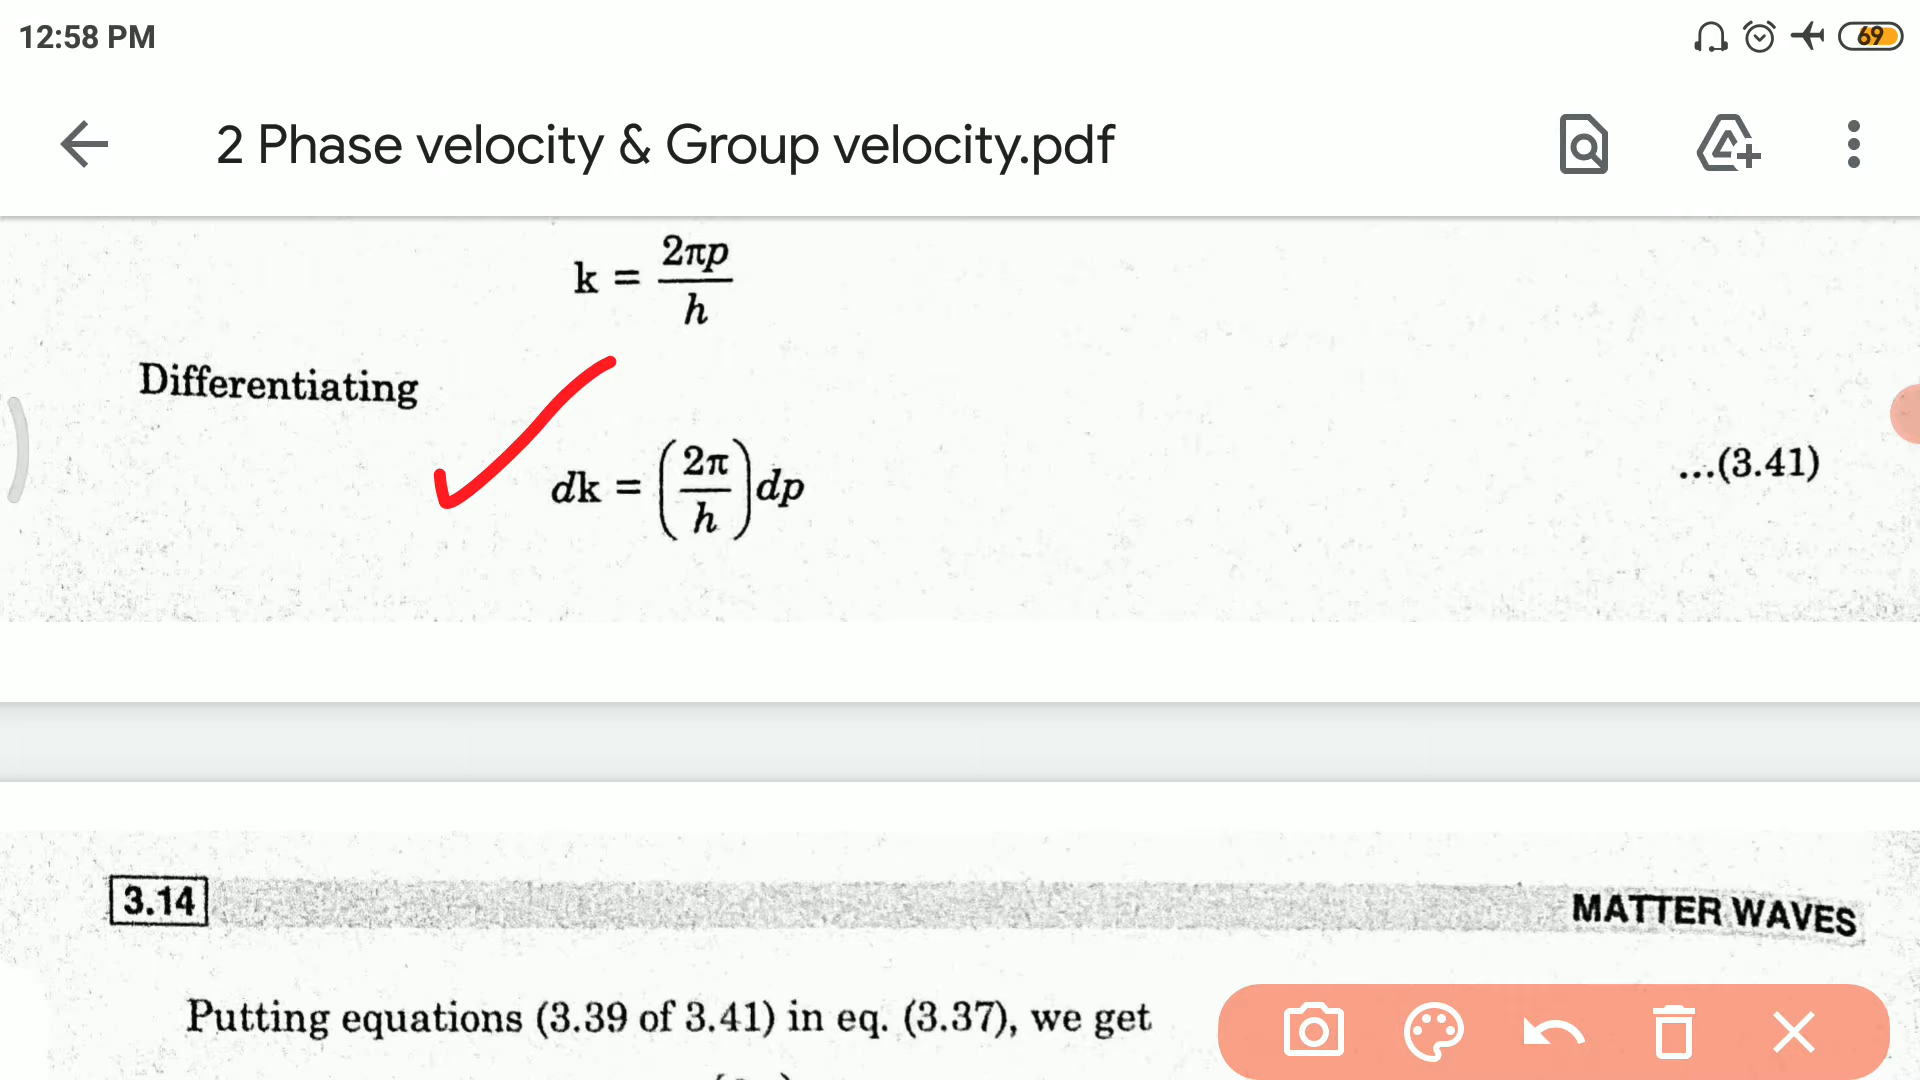 12:58 PM
69
2 Phase velocity & Group velocity.pdf
k = 2πp/h
Differentiating
dk = (2π/h) dp ...(3.41)
3.14 MATTER WAVES
Putting equations (3.39 of 3.41) in eq. (3.37), we get